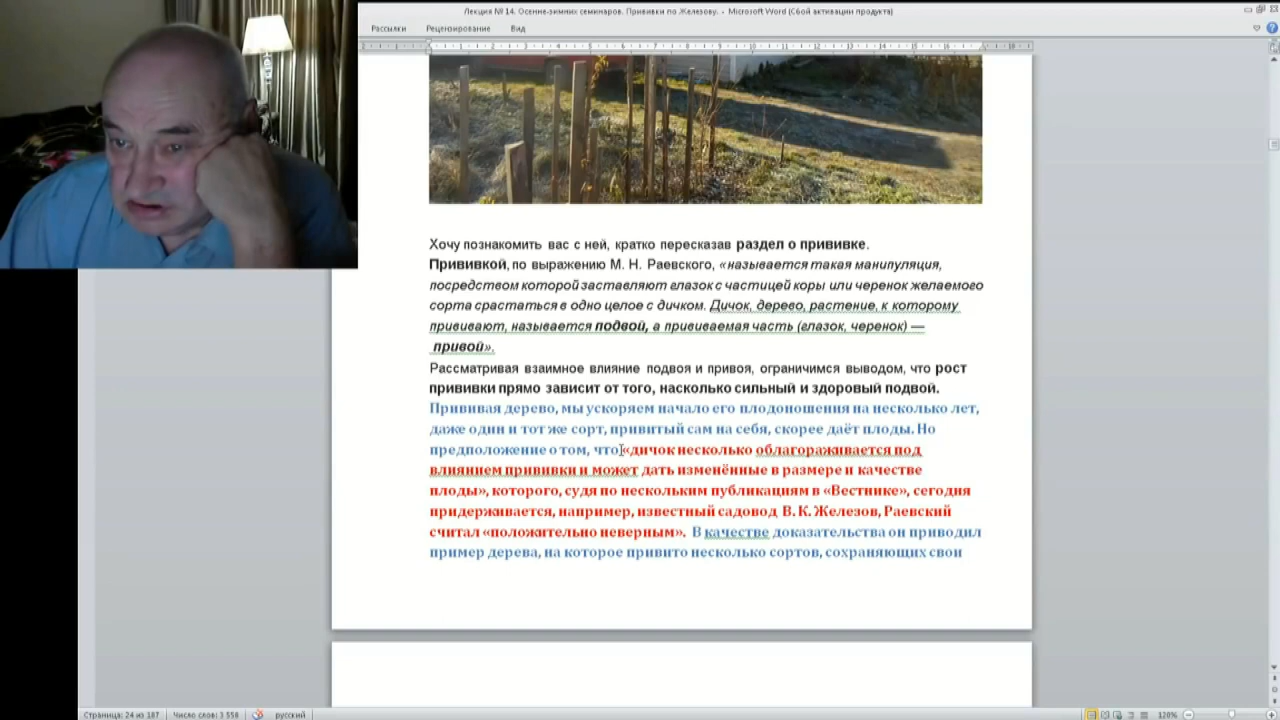 Лекция № 14. Осенне-зимних семинаров. Прививки по Железову. - Microsoft Word (Сбой активации продукта)
Рассылки Рецензирование Вид
Хочу познакомить вас с ней, кратко пересказав раздел о прививке.
Прививкой, по выражению М. Н. Раевского, «называется такая манипуляция,
посредством которой заставляют глазок с частицей коры или черенок желаемого
сорта срастаться в одно целое с дичком. Дичок, дерево, растение, к которому
прививают, называется подвой, а прививаемая часть (глазок, черенок) —
привой».
Рассматривая взаимное влияние подвоя и привоя, ограничимся выводом, что рост
прививки прямо зависит от того, насколько сильный и здоровый подвой.
Прививая дерево, мы ускоряем начало его плодоношения на несколько лет,
даже один и тот же сорт, привитый сам на себя, скорее даёт плоды. Но
предположение о том, что «дичок несколько облагораживается под
влиянием прививки и может дать изменённые в размере и качестве
плоды», которого, судя по нескольким публикациям в «Вестнике», сегодня
придерживается, например, известный садовод В. К. Железов, Раевский
считал «положительно неверным». В качестве доказательства он приводил
пример дерева, на которое привито несколько сортов, сохраняющих свои
Страница: 24 из 187 Число слов: 3 558 русский 120%